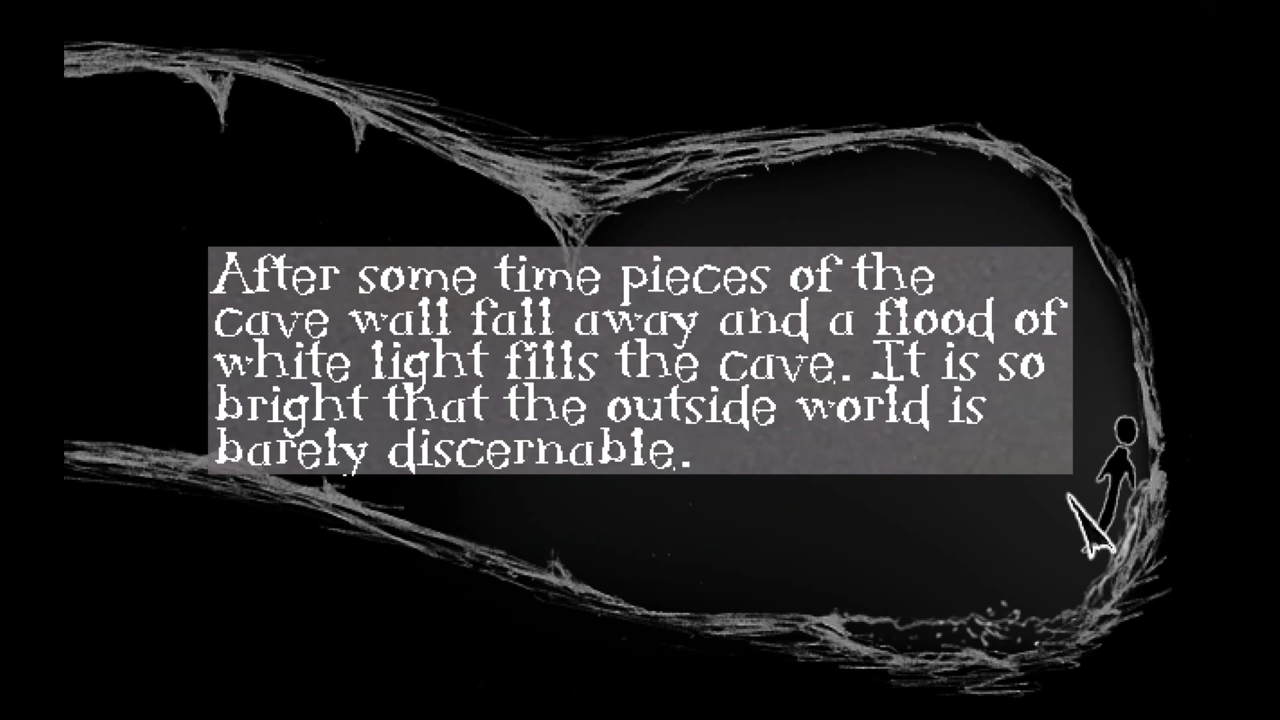 After some time pieces of the
cave wall fall away and a flood of
white light fills the cave. It is so
bright that the outside world is
barely discernable.